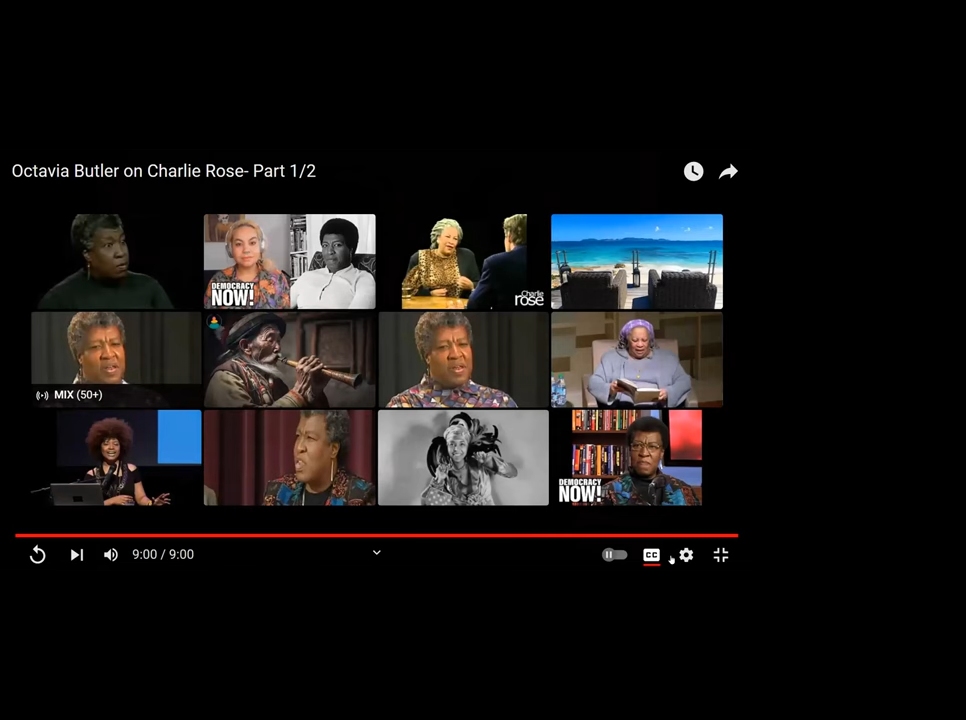 Octavia Butler on Charlie Rose- Part 1/2
DEMOCRACY
NOW!
Charlie
rose
MIX (50+)
DEMOCRACY
NOW!
9:00 / 9:00
CC